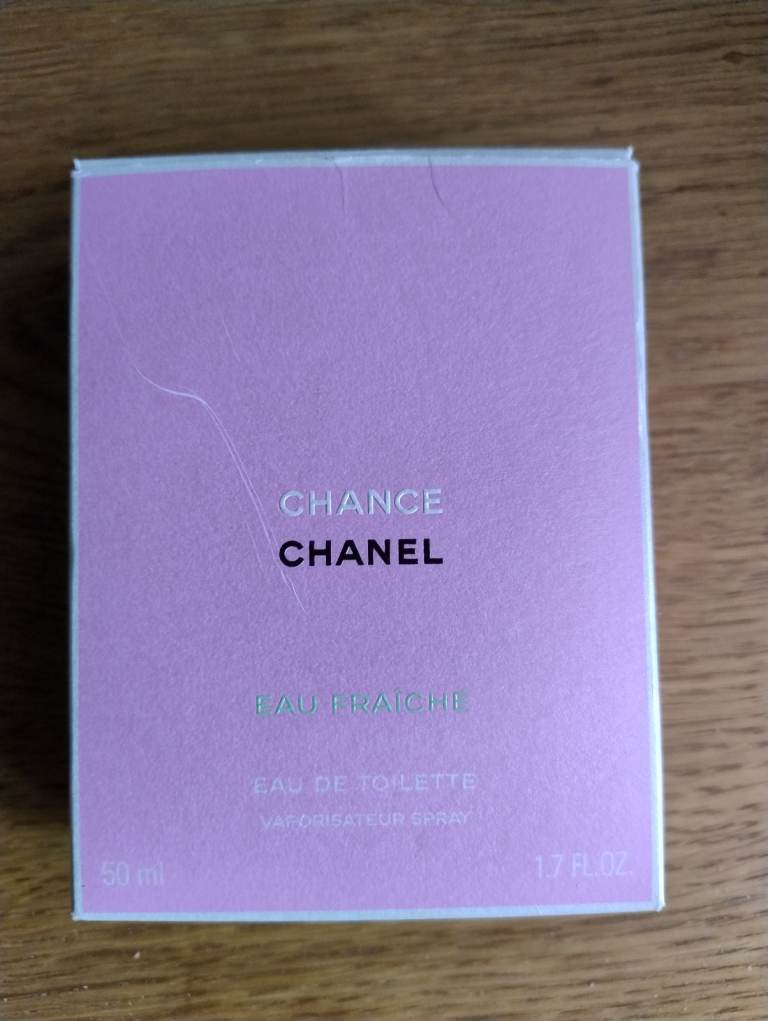 CHANCE
CHANEL
EAU FRAÎCHE
EAU DE TOILETTE
VAPORISATEUR SPRAY
50 ml 1.7 FL.OZ.